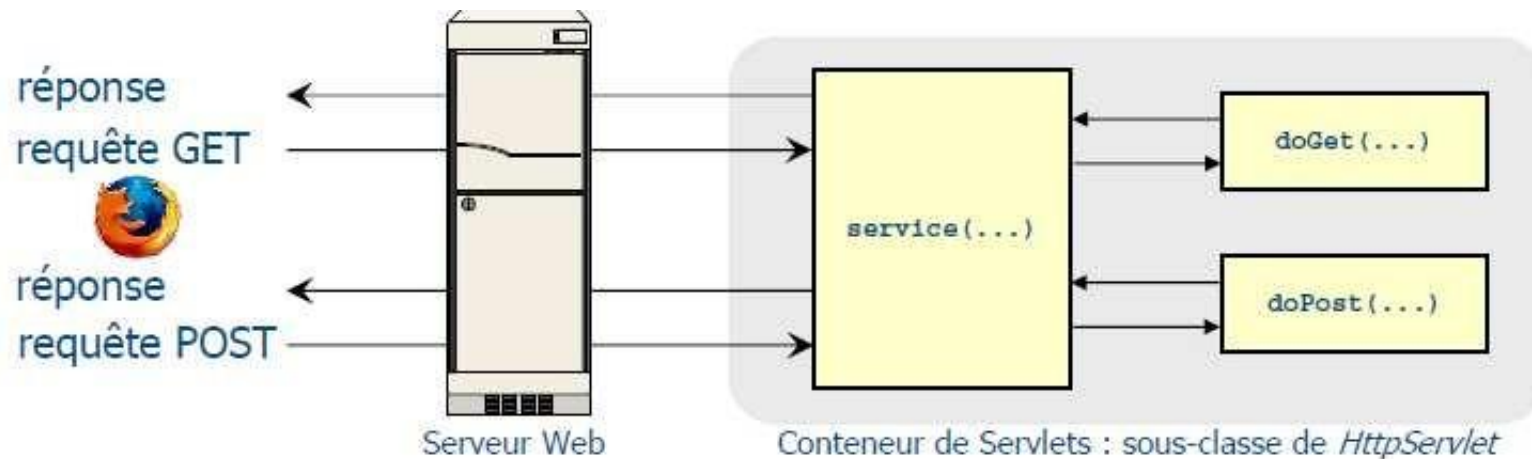 réponse
requête GET
réponse
requête POST
service(...)
doGet(...)
doPost(...)
Serveur Web
Conteneur de Servlets : sous-classe de HttpServlet